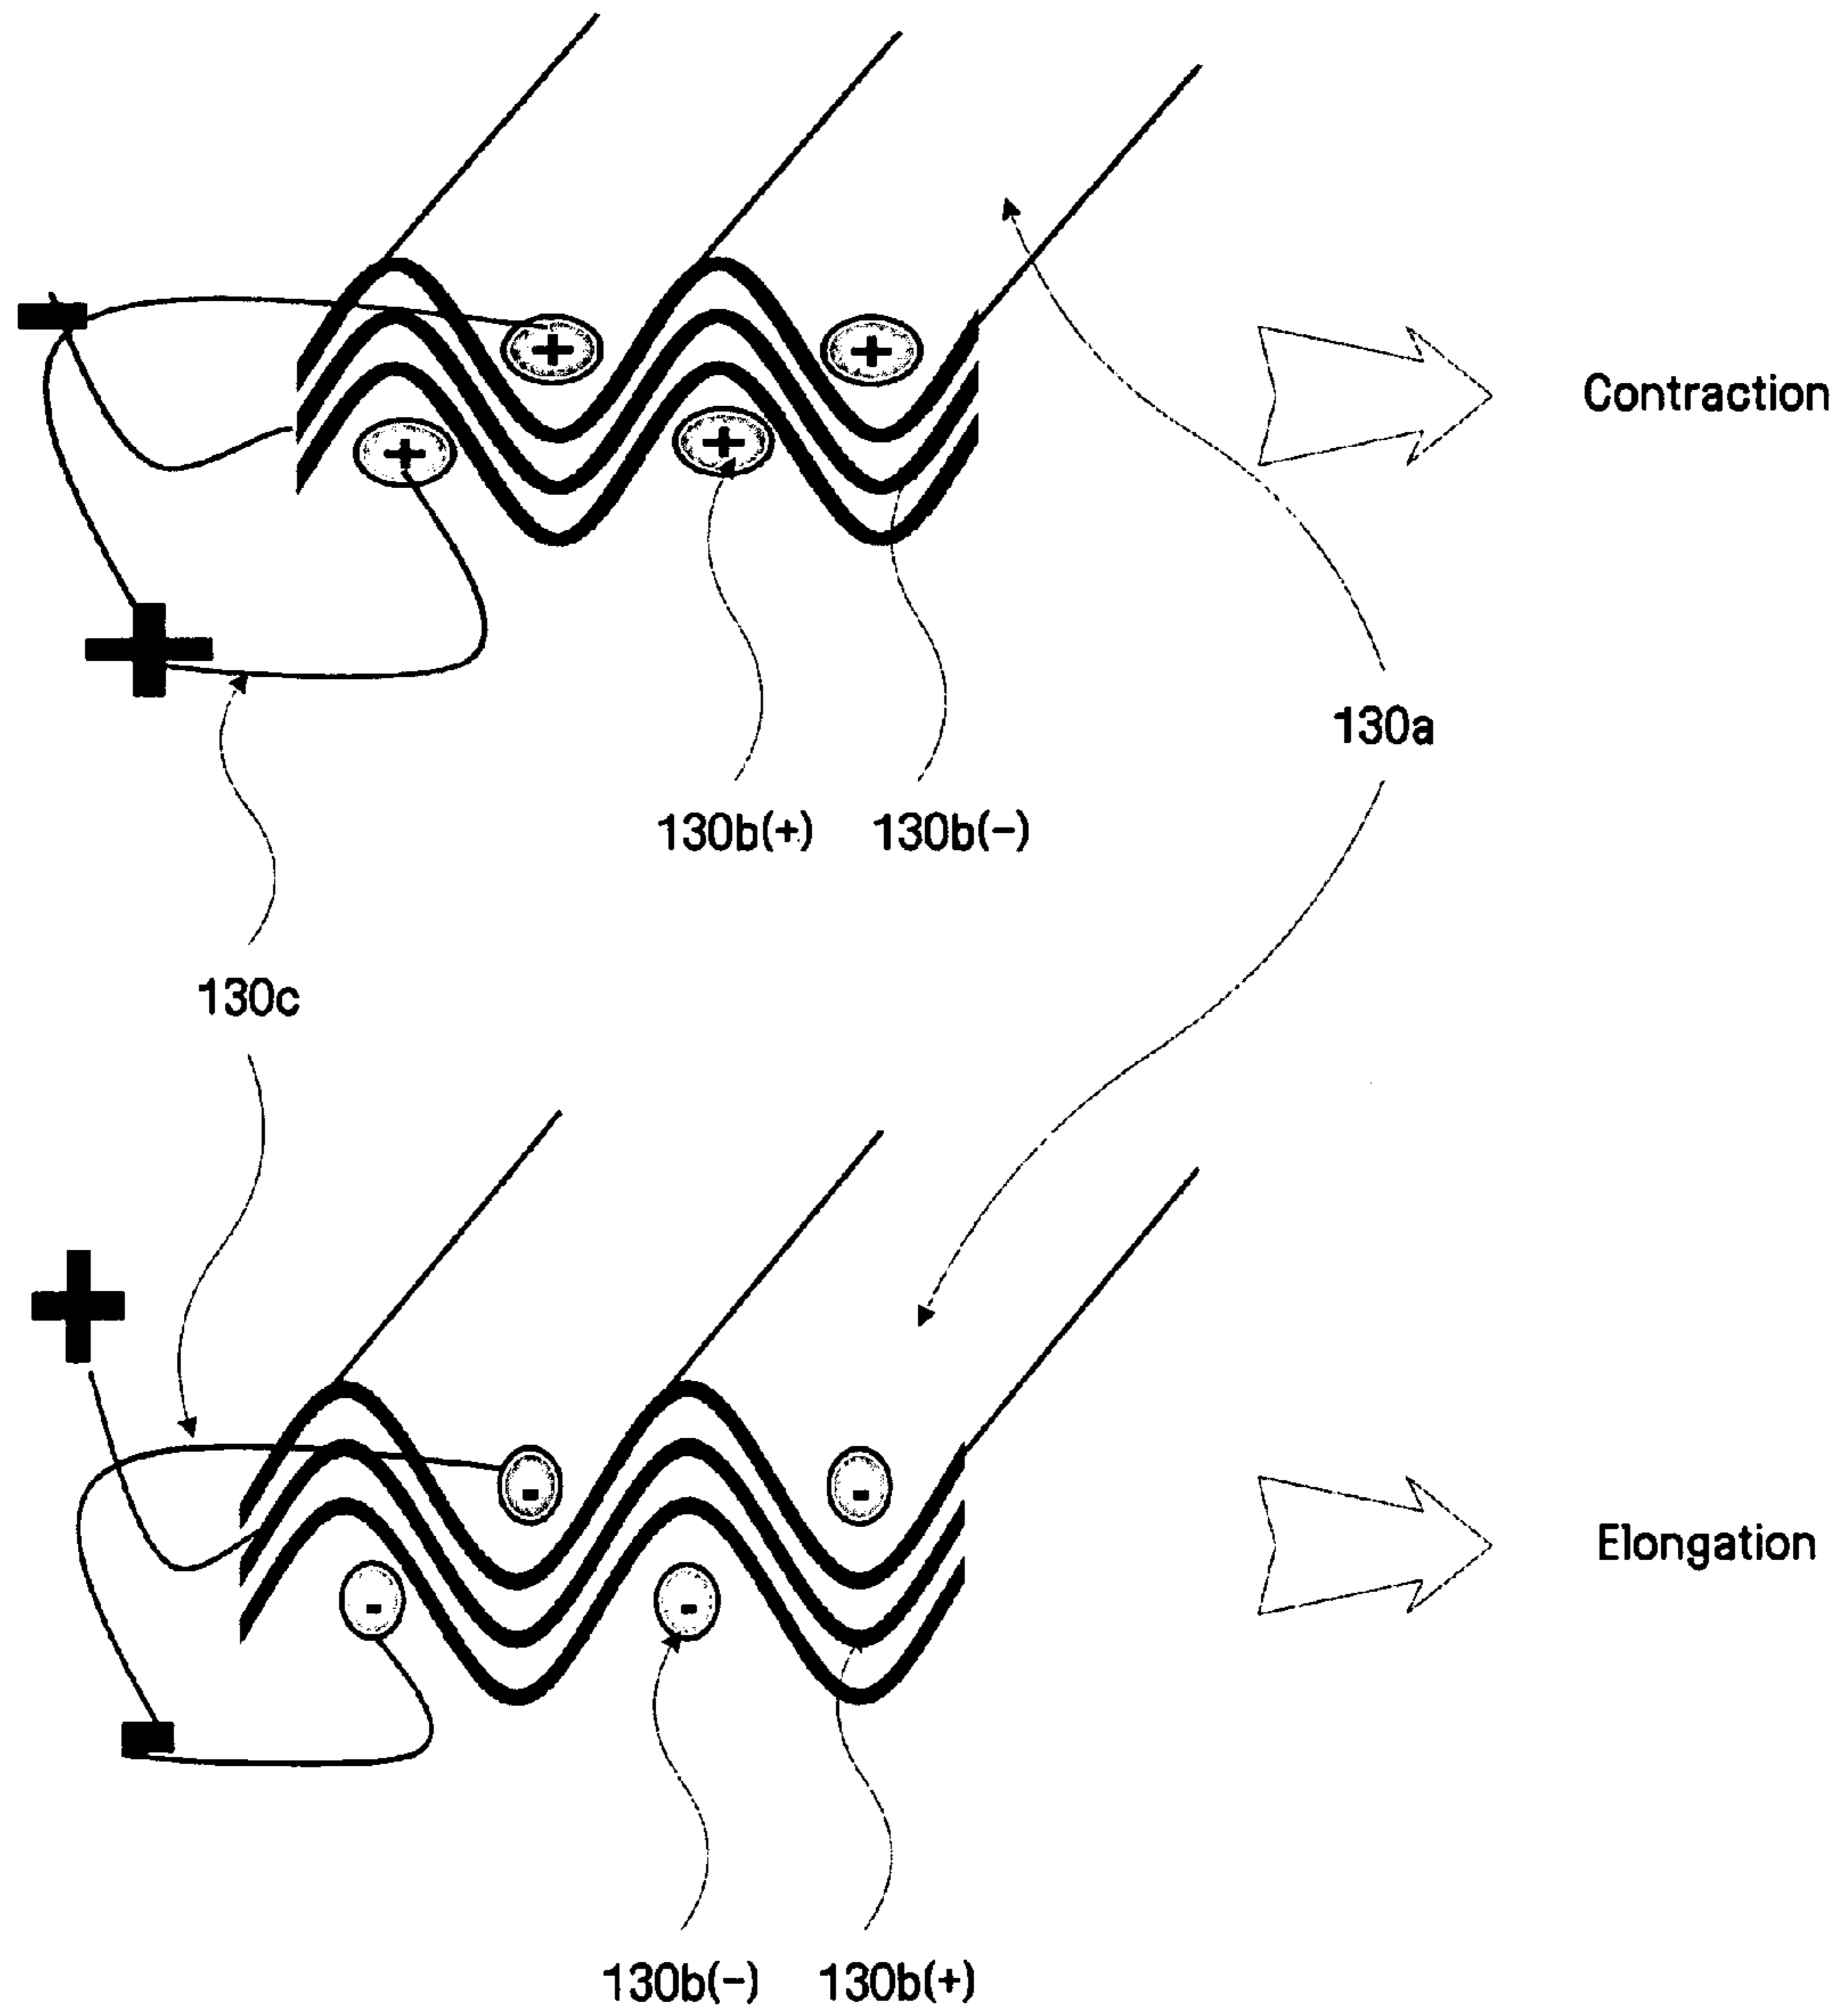 Contraction
130a
130b(+) 130b(-)
130c
Elongation
130b(-) 130b(+)